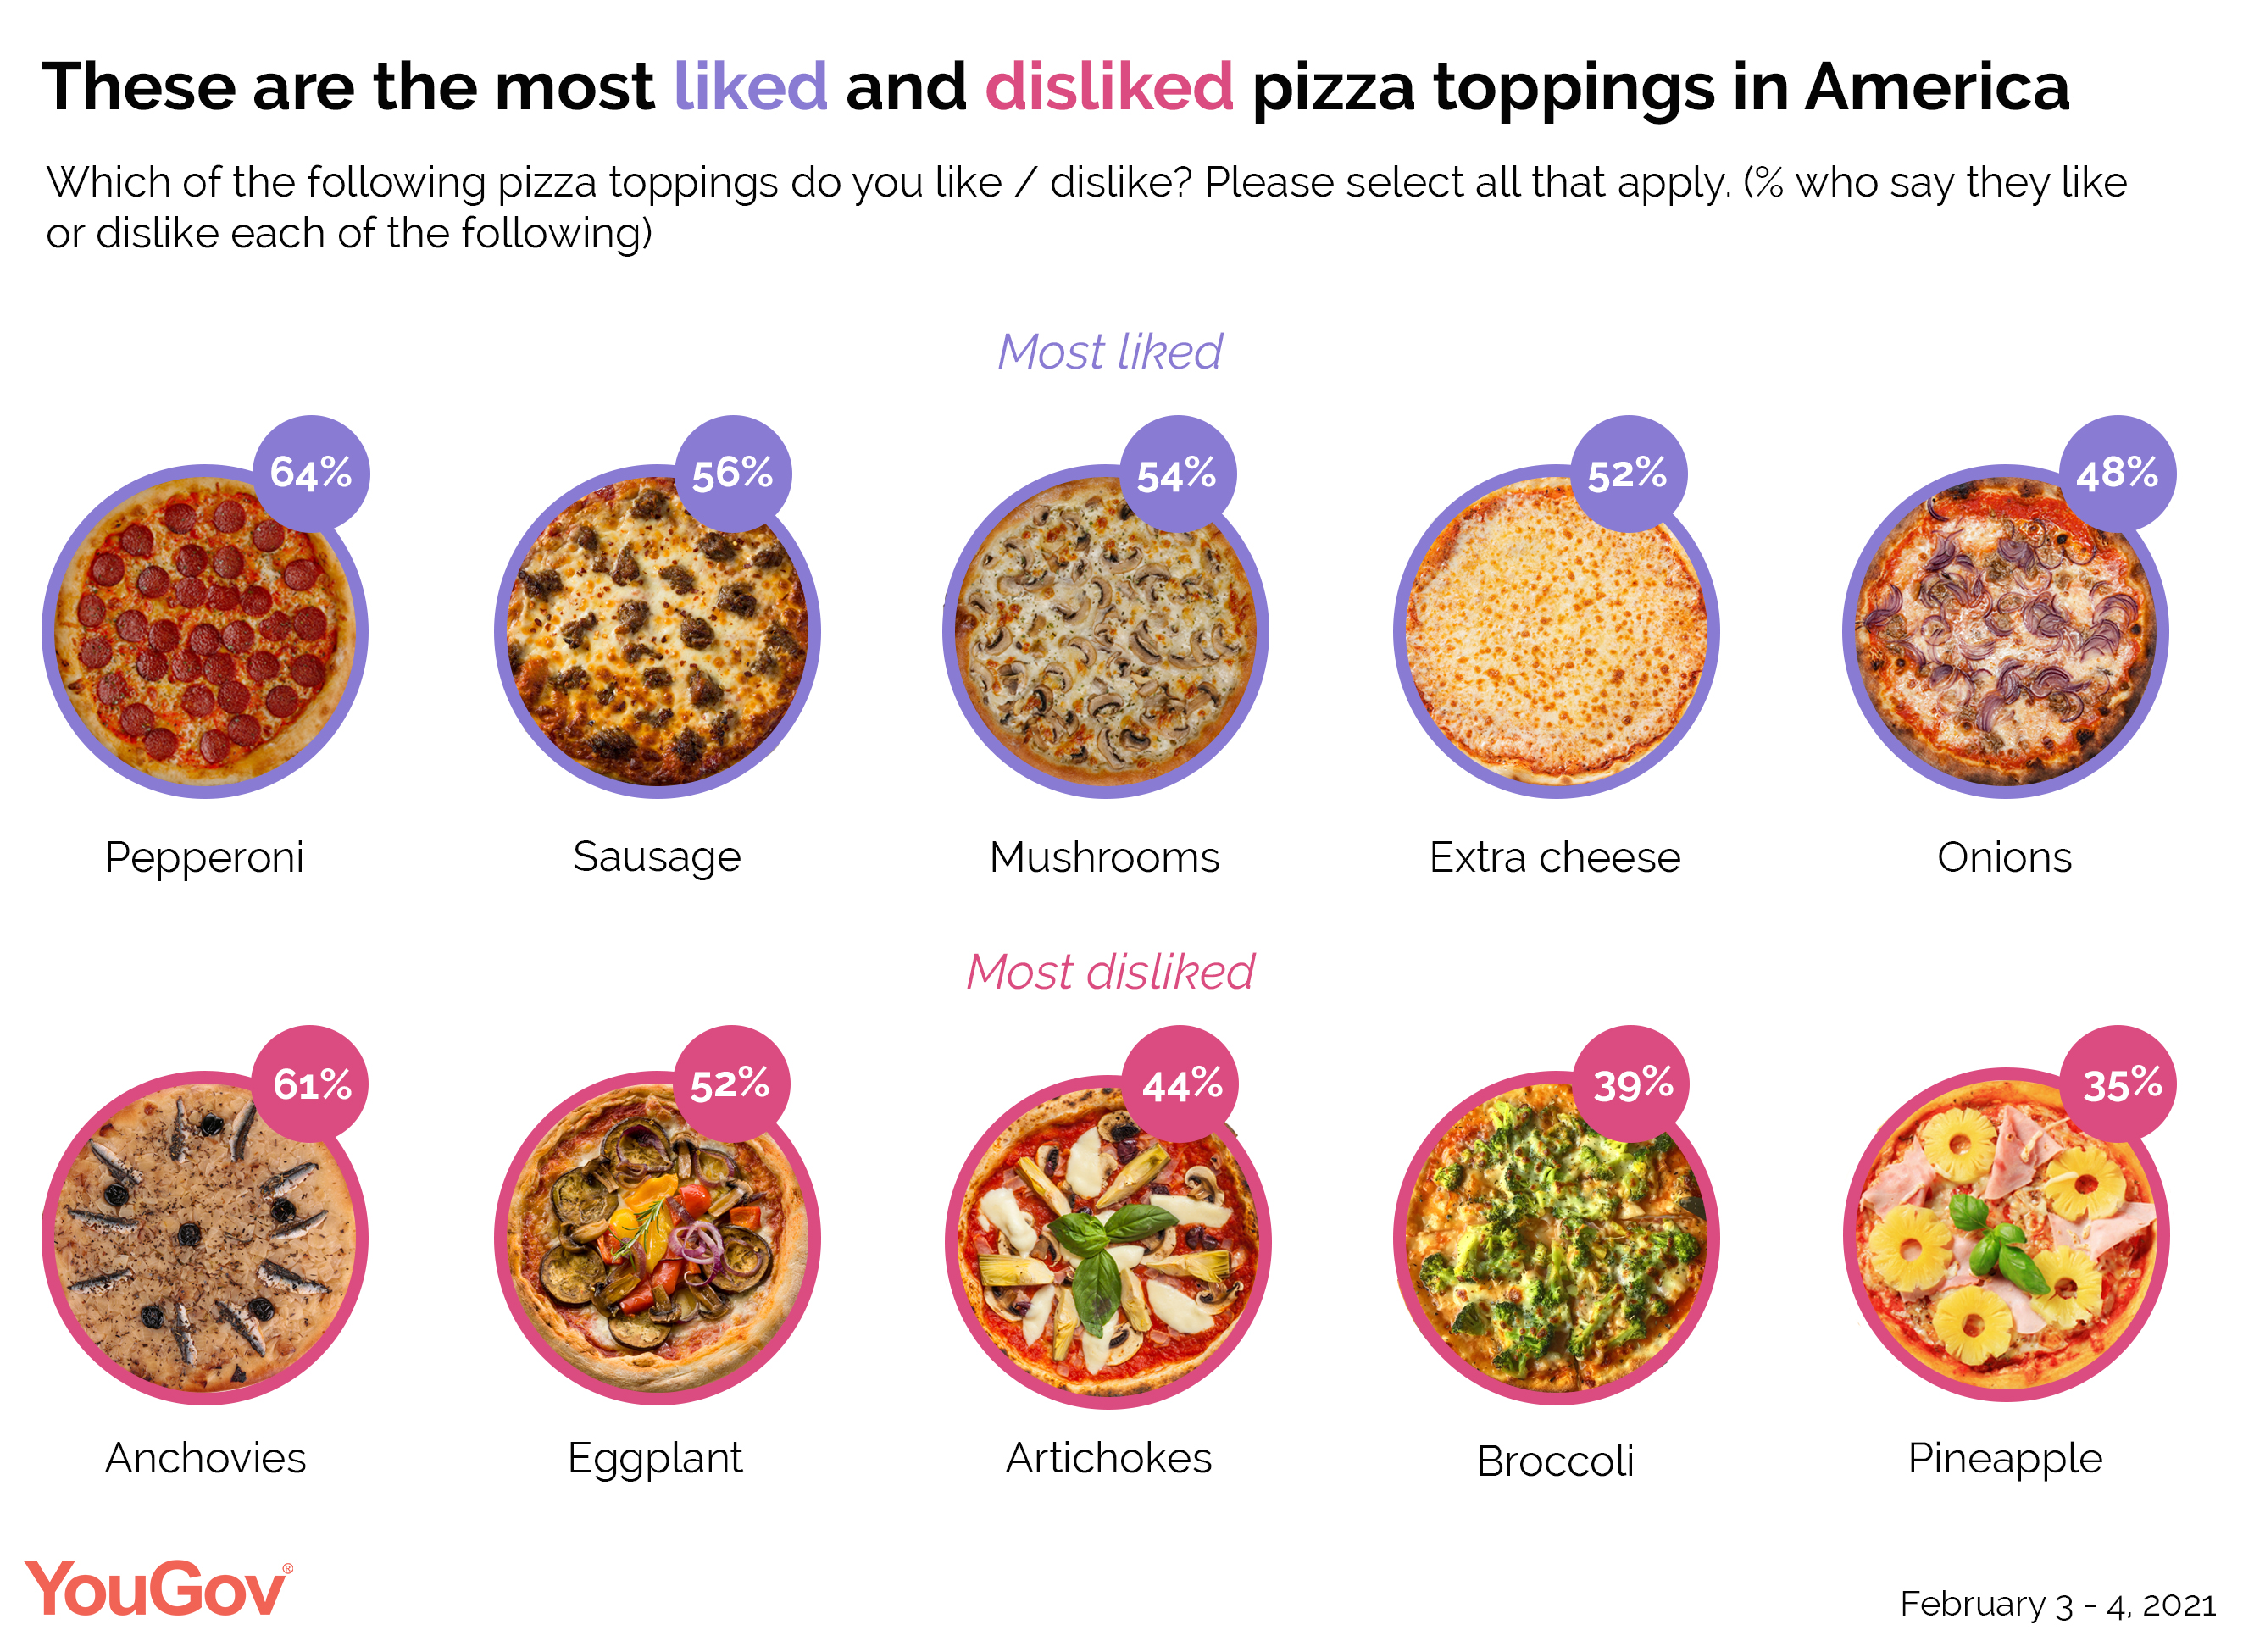 These are the most liked and disliked pizza toppings in America
Which of the following pizza toppings do you like / dislike? Please select all that apply. (% who say they like
or dislike each of the following)
Most liked
64%
56%
54%
52%
48%
Pepperoni
Sausage
Mushrooms
Extra cheese
Onions
Most disliked
61%
52%
44%
39%
35%
Anchovies
Eggplant
Artichokes
Broccoli
Pineapple
YouGov®
February 3 - 4, 2021